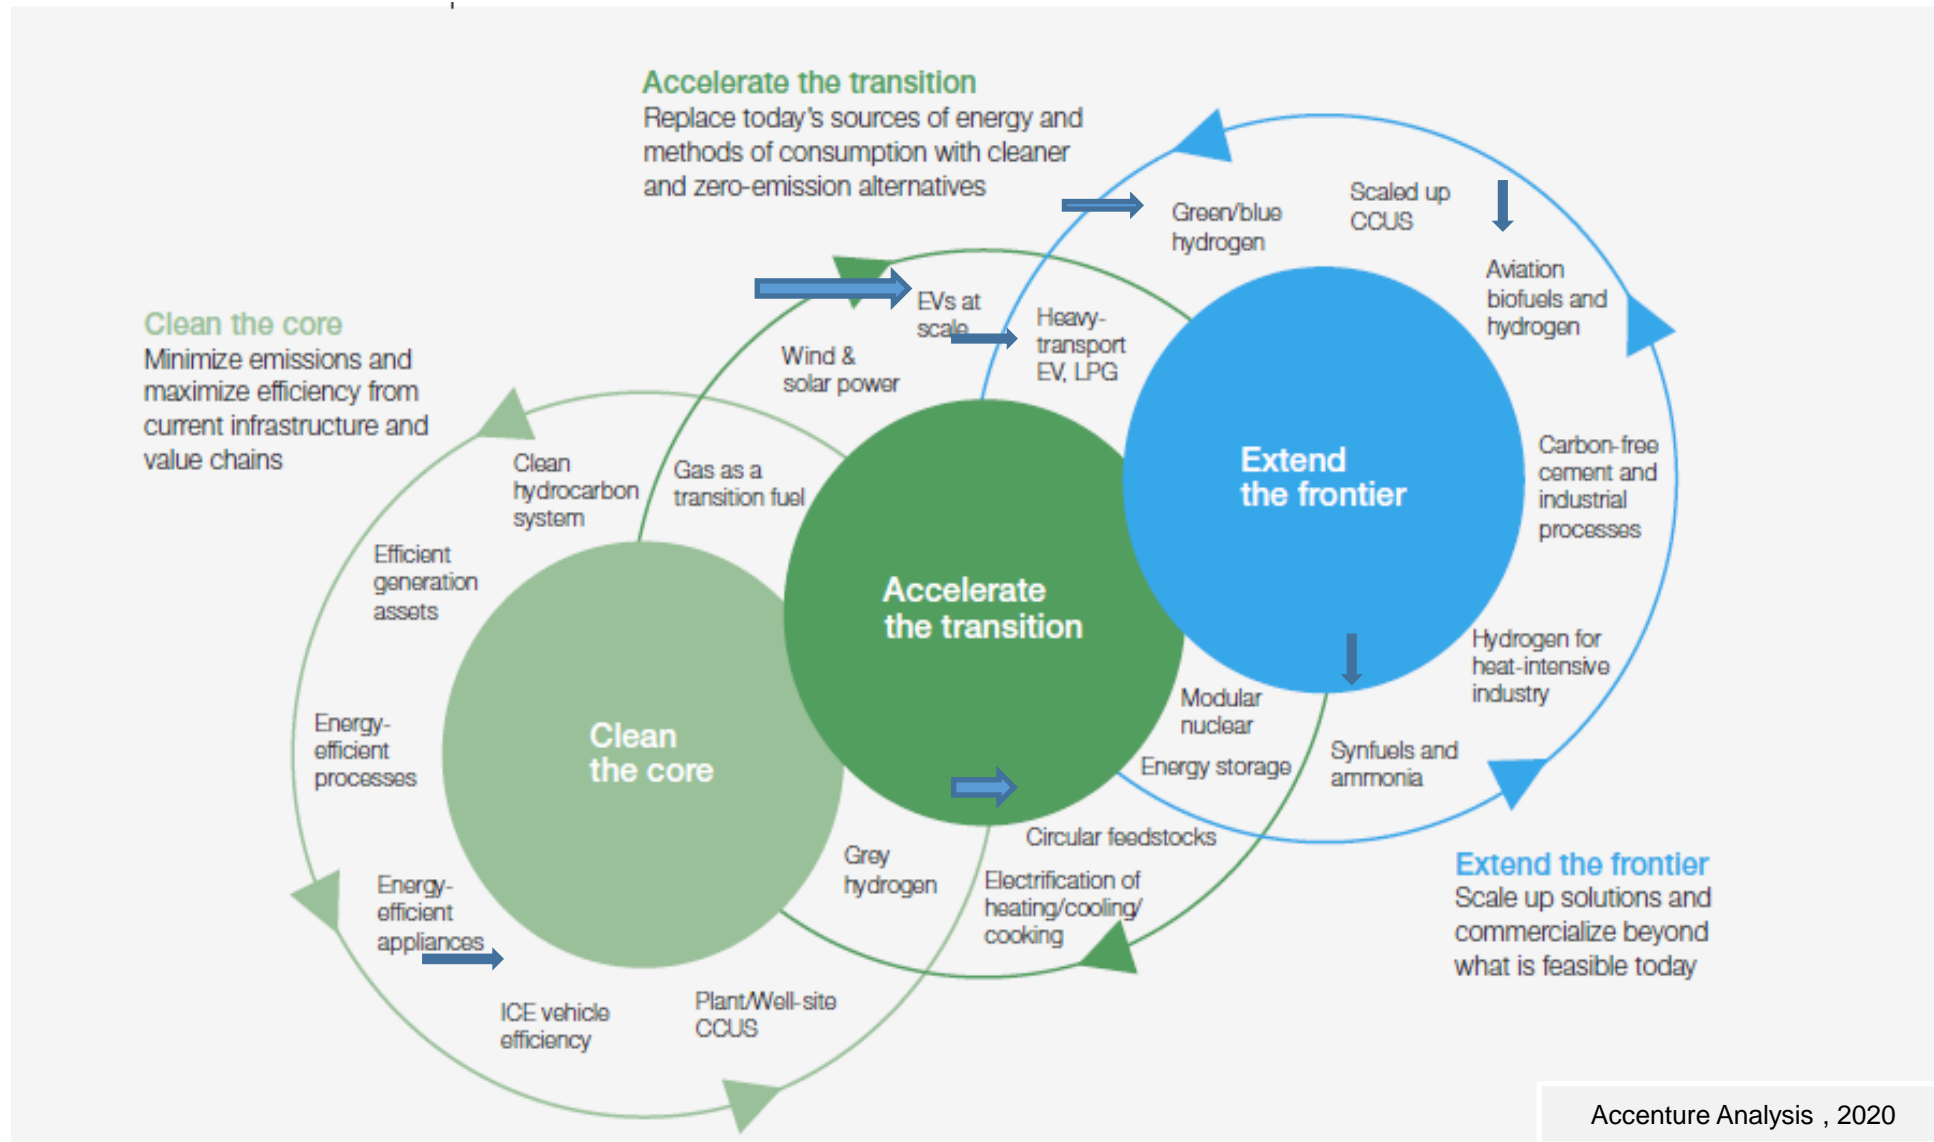 Accelerate the transition
Replace today's sources of energy and
methods of consumption with cleaner
and zero-emission alternatives
Green/blue
hydrogen
Scaled up
CCUS
Aviation
biofuels and
hydrogen
EVs at
scale
Heavy-
transport
EV, LPG
Wind &
solar power
Clean the core
Minimize emissions and
maximize efficiency from
current infrastructure and
value chains
Clean
hydrocarbon
system
Gas as a
transition fuel
Extend
the frontier
Carbon-free
cement and
industrial
processes
Efficient
generation
assets
Accelerate
the transition
Hydrogen for
heat-intensive
industry
Modular
nuclear
Energy storage
Synfuels and
ammonia
Energy-
efficient
processes
Clean
the core
Circular feedstocks
Grey
hydrogen
Electrification of
heating/cooling/
cooking
Energy-
efficient
appliances
Extend the frontier
Scale up solutions and
commercialize beyond
what is feasible today
ICE vehicle
efficiency
Plant/Well-site
CCUS
Accenture Analysis , 2020